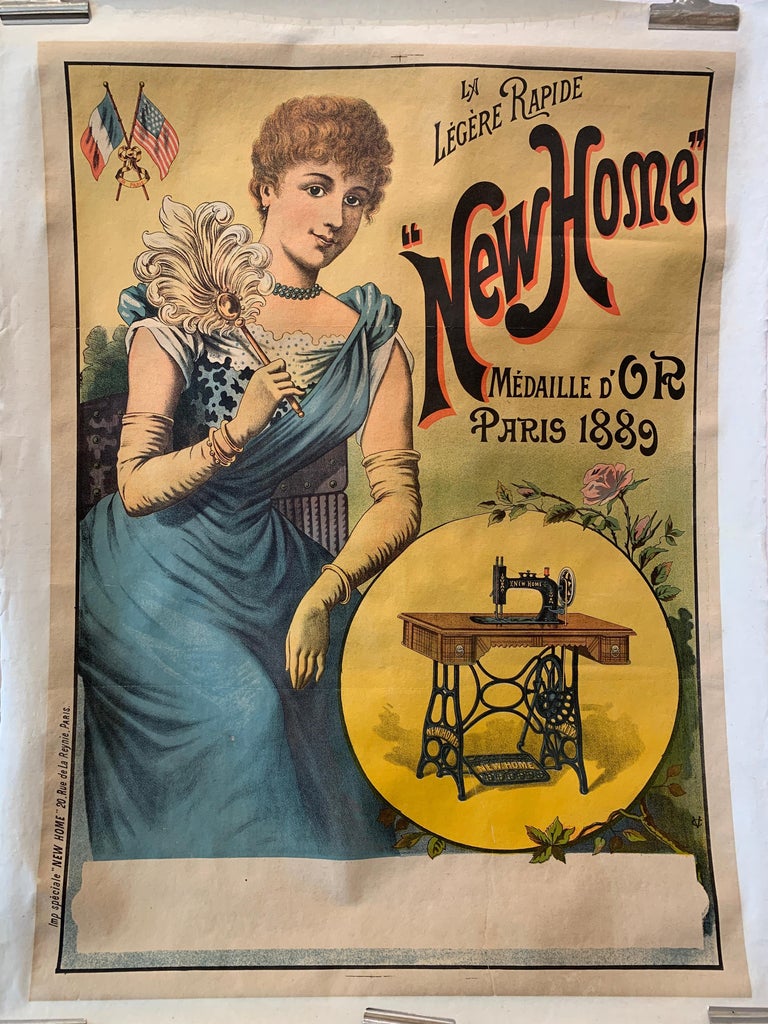 LA
LÉGÈRE RAPIDE
"New Home"
MÉDAILLE D'OR
PARIS 1889
NEW HOME
NEW HOME
NEW HOME
Imp spéciale "NEW HOME" 20, Rue de La Reynie, PARIS.